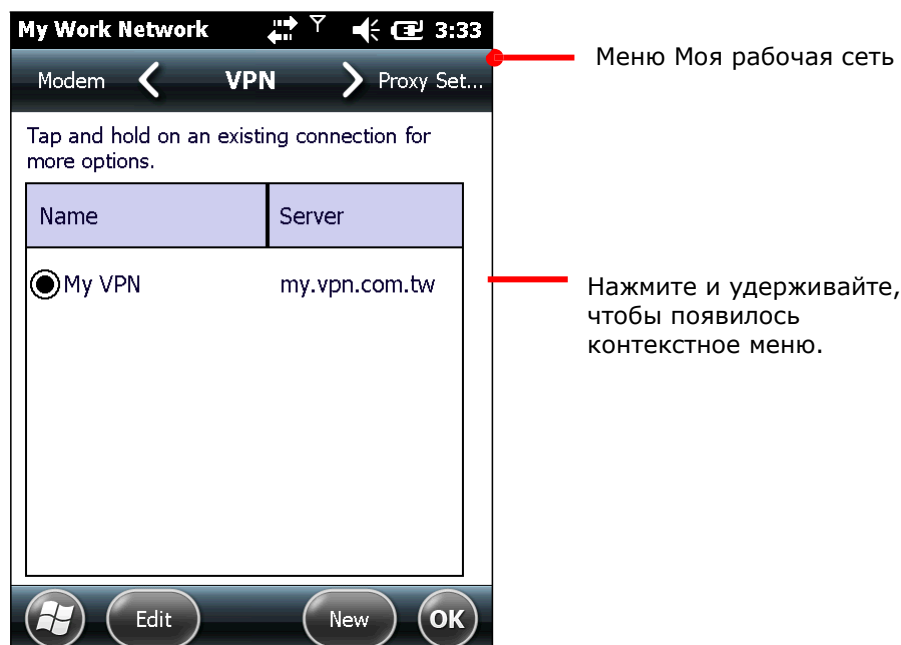 My Work Network 3:33
Modem VPN Proxy Set...
Меню Моя рабочая сеть
Tap and hold on an existing connection for
more options.
Name Server
My VPN my.vpn.com.tw
Нажмите и удерживайте,
чтобы появилось
контекстное меню.
Edit New OK